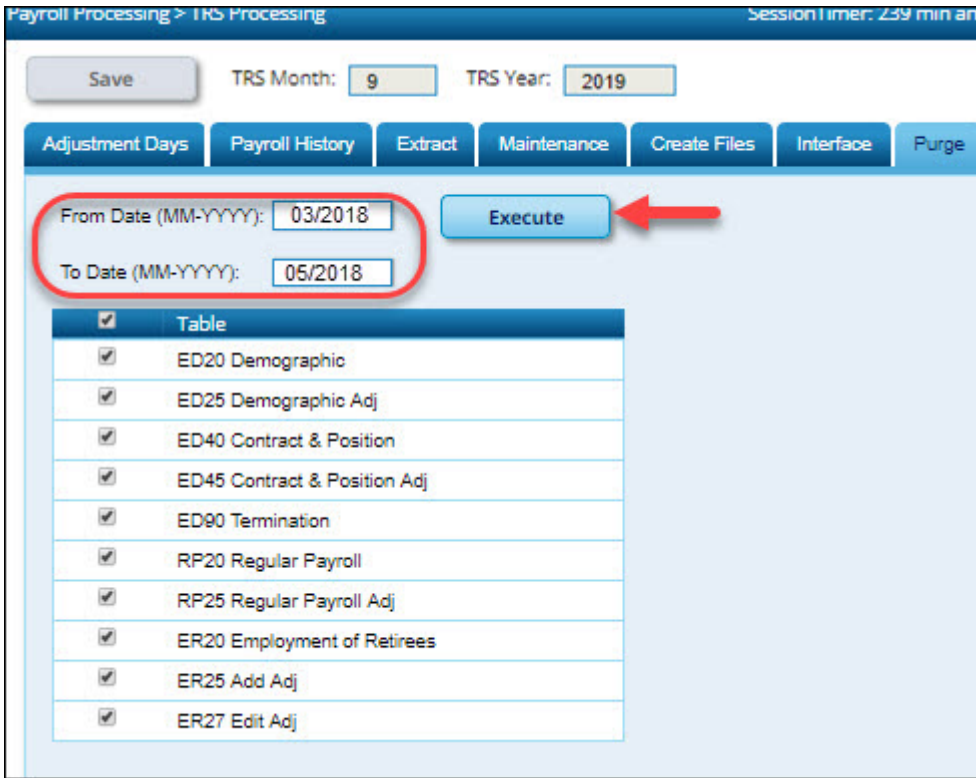 Payroll Processing > TRS Processing SessionTimer: 239 min an
Save TRS Month: 9 TRS Year: 2019
Adjustment Days Payroll History Extract Maintenance Create Files Interface Purge
From Date (MM-YYYY): 03/2018 Execute
To Date (MM-YYYY): 05/2018
Table
ED20 Demographic
ED25 Demographic Adj
ED40 Contract & Position
ED45 Contract & Position Adj
ED90 Termination
RP20 Regular Payroll
RP25 Regular Payroll Adj
ER20 Employment of Retirees
ER25 Add Adj
ER27 Edit Adj